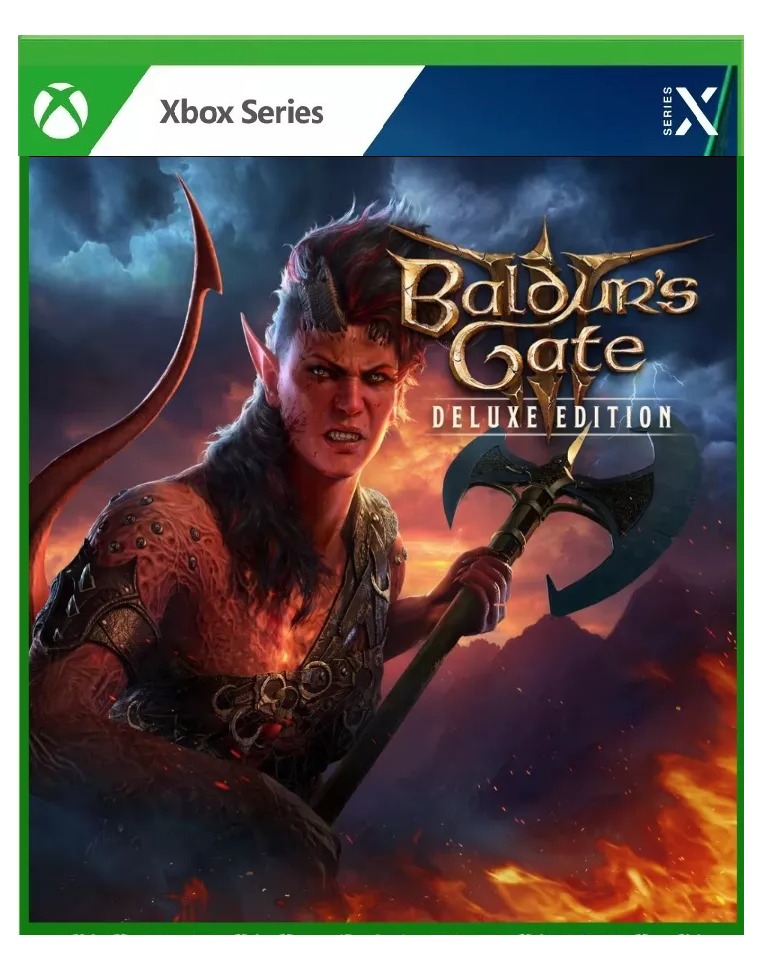 Xbox Series
SERIES X
Baldur's
Gate
III
DELUXE EDITION